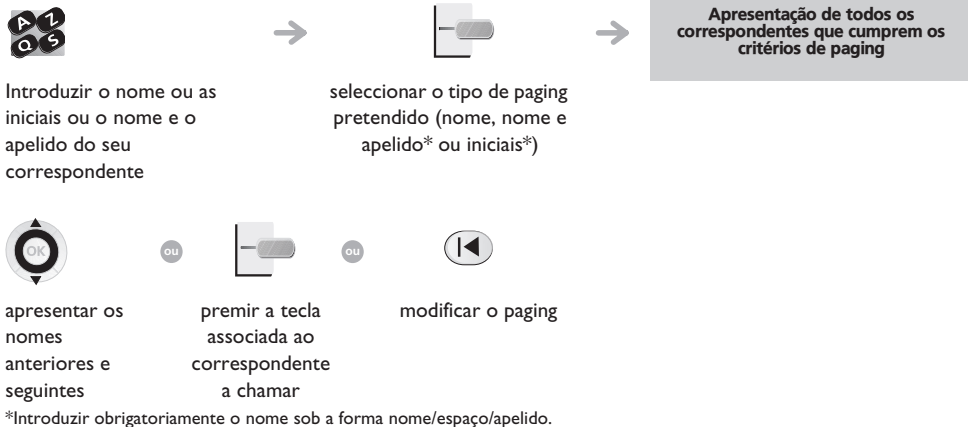 A Z
Q S
Apresentação de todos os
correspondentes que cumprem os
critérios de paging
Introduzir o nome ou as
iniciais ou o nome e o
apelido do seu
correspondente
seleccionar o tipo de paging
pretendido (nome, nome e
apelido* ou iniciais*)
OK
ou
ou
apresentar os
nomes
anteriores e
seguintes
premir a tecla
associada ao
correspondente
a chamar
modificar o paging
*Introduzir obrigatoriamente o nome sob a forma nome/espaço/apelido.